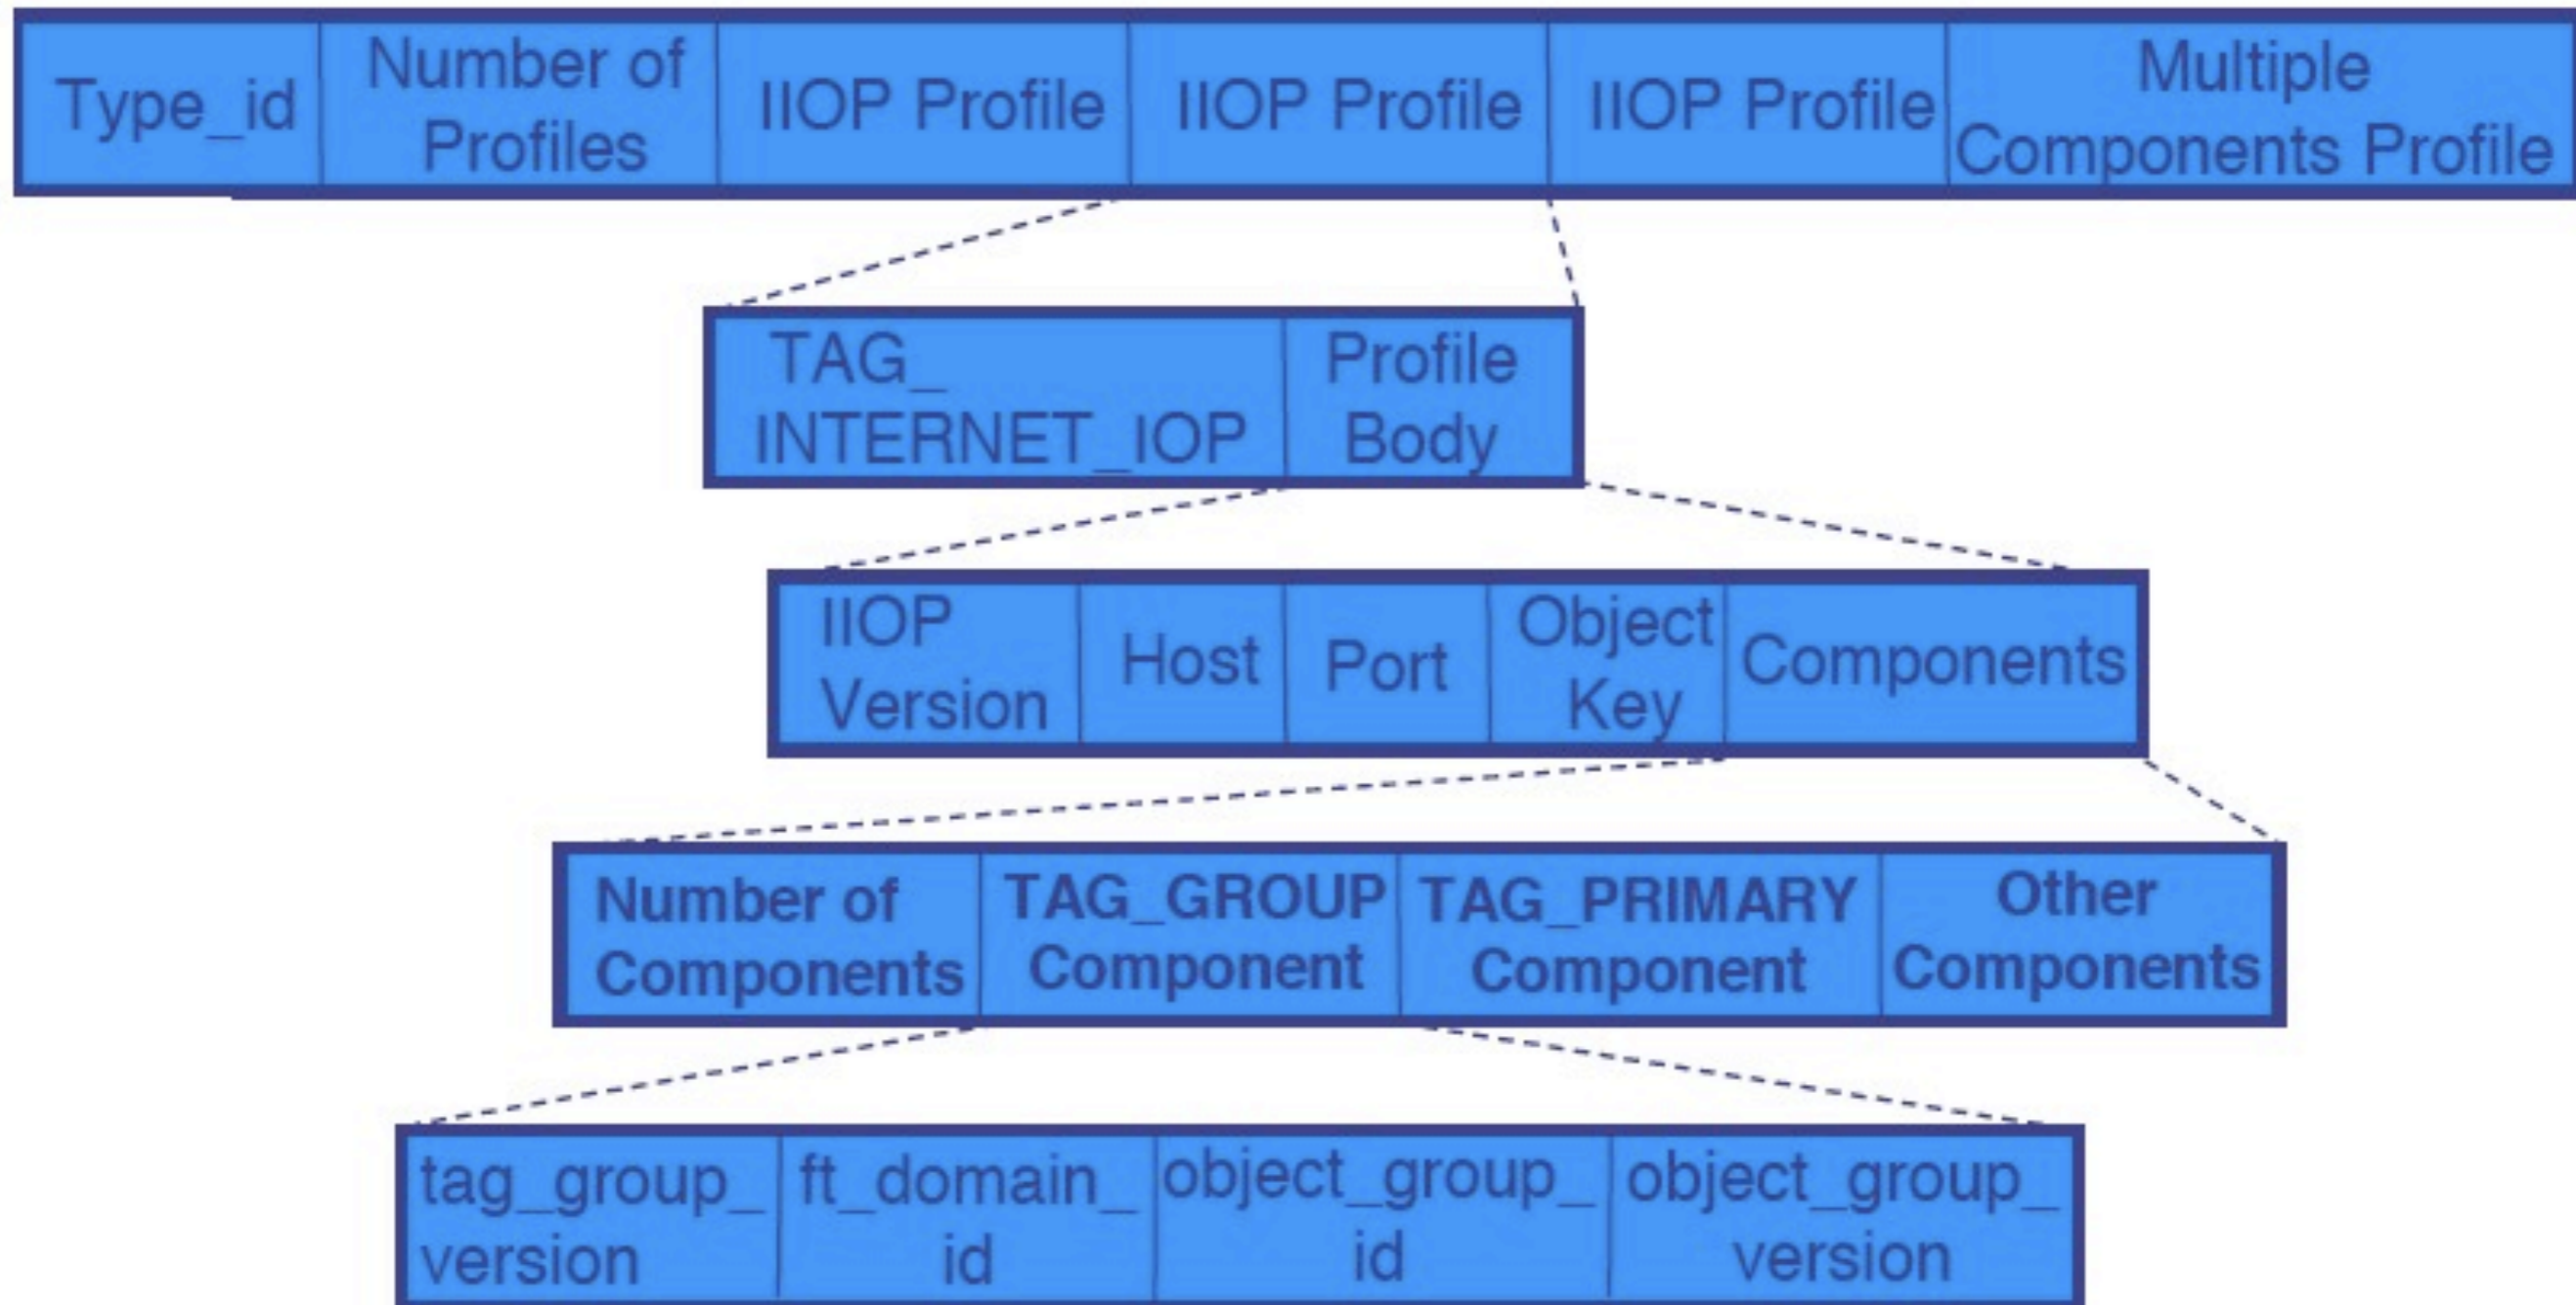 Type_id
Number of
Profiles
IIOP Profile
IIOP Profile
IIOP Profile
Multiple
Components Profile
TAG_
INTERNET_IOP
Profile
Body
IIOP
Version
Host
Port
Object
Key
Components
Number of
Components
TAG_GROUP
Component
TAG_PRIMARY
Component
Other
Components
tag_group_
version
ft_domain_
id
object_group_
id
object_group_
version